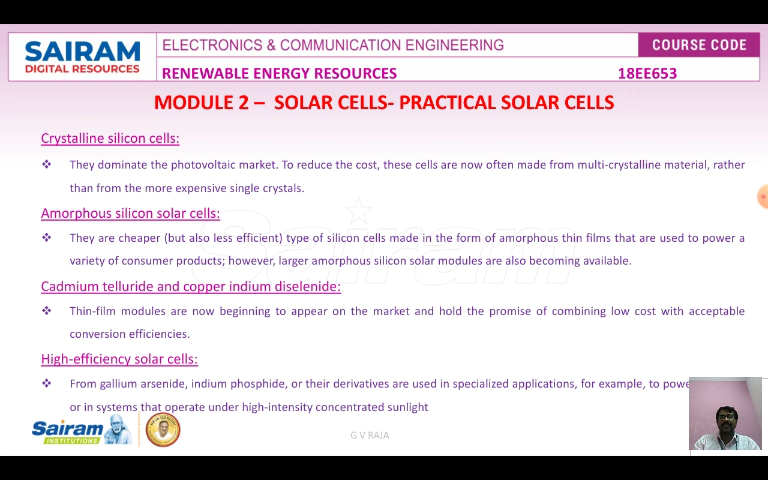 SAIRAM
DIGITAL RESOURCES
ELECTRONICS & COMMUNICATION ENGINEERING
COURSE CODE
RENEWABLE ENERGY RESOURCES
18EE653
MODULE 2 – SOLAR CELLS- PRACTICAL SOLAR CELLS
Crystalline silicon cells:
❖ They dominate the photovoltaic market. To reduce the cost, these cells are now often made from multi-crystalline material, rather
than from the more expensive single crystals.
Amorphous silicon solar cells:
❖ They are cheaper (but also less efficient) type of silicon cells made in the form of amorphous thin films that are used to power a
variety of consumer products; however, larger amorphous silicon solar modules are also becoming available.
Cadmium telluride and copper indium diselenide:
❖ Thin-film modules are now beginning to appear on the market and hold the promise of combining low cost with acceptable
conversion efficiencies.
High-efficiency solar cells:
❖ From gallium arsenide, indium phosphide, or their derivatives are used in specialized applications, for example, to powe
or in systems that operate under high-intensity concentrated sunlight
Sairam
INSTITUTIONS
G V RAJA
Sairam